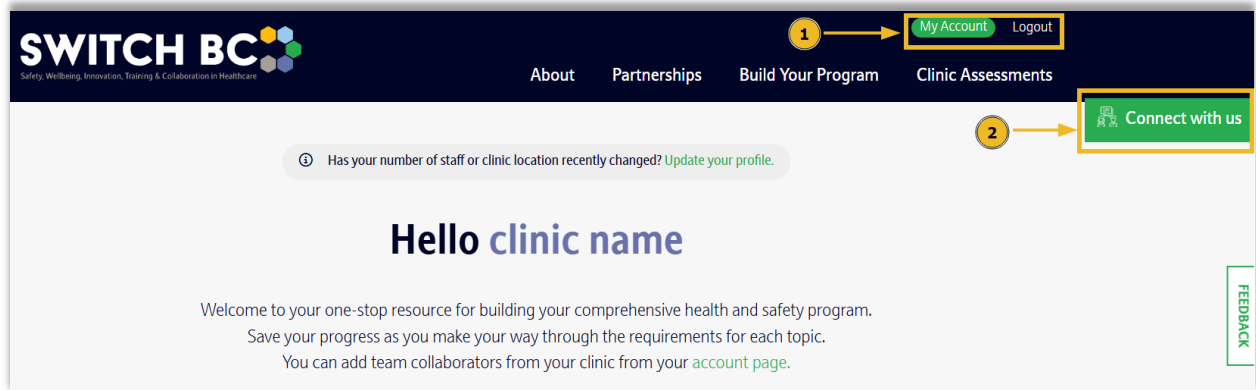 SWITCH BC
Safety, Wellbeing, Innovation, Training & Collaboration in Healthcare
1
My Account Logout
About Partnerships Build Your Program Clinic Assessments
2
Connect with us
Has your number of staff or clinic location recently changed? Update your profile.
Hello clinic name
Welcome to your one-stop resource for building your comprehensive health and safety program.
Save your progress as you make your way through the requirements for each topic.
You can add team collaborators from your clinic from your account page.
FEEDBACK